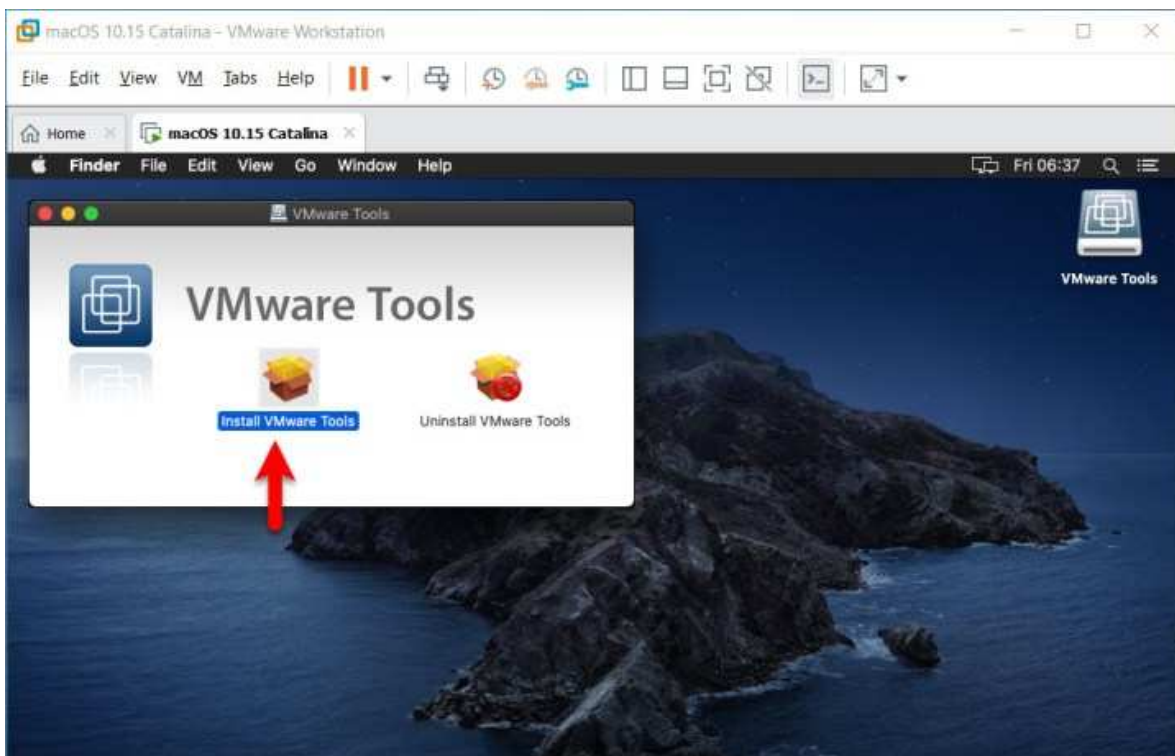 macOS 10.15 Catalina - VMware Workstation
File Edit View VM Tabs Help
Home macOS 10.15 Catalina
Finder File Edit View Go Window Help Fri 06:37
VMware Tools
VMware Tools
VMware Tools
Install VMware Tools Uninstall VMware Tools